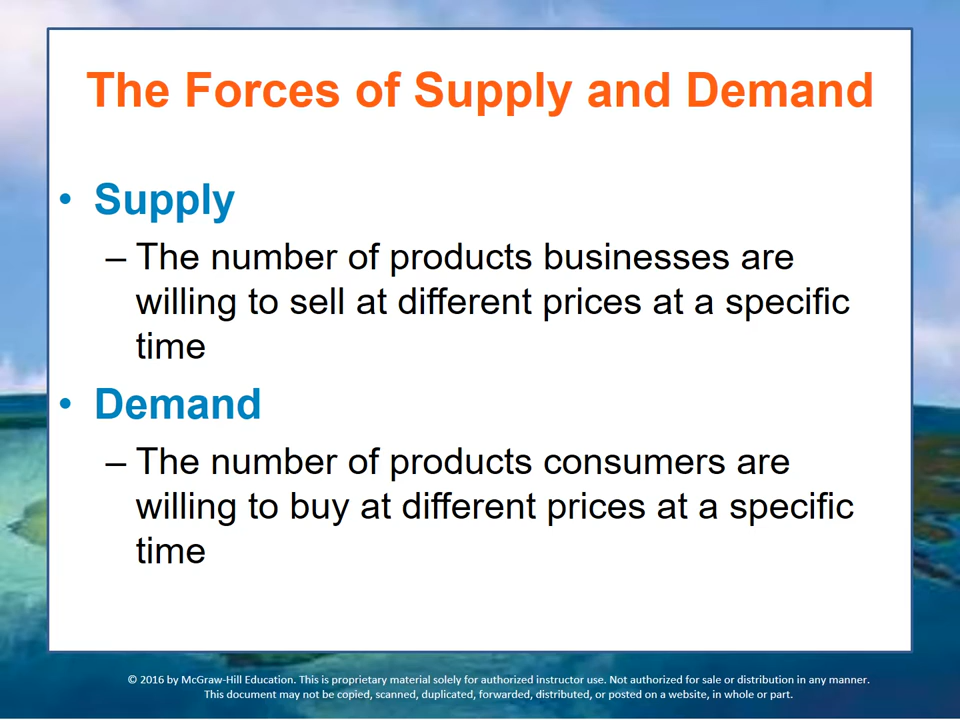 The Forces of Supply and Demand
• Supply
– The number of products businesses are
willing to sell at different prices at a specific
time
• Demand
– The number of products consumers are
willing to buy at different prices at a specific
time
© 2016 by McGraw-Hill Education. This is proprietary material solely for authorized instructor use. Not authorized for sale or distribution in any manner.
This document may not be copied, scanned, duplicated, forwarded, distributed, or posted on a website, in whole or part.